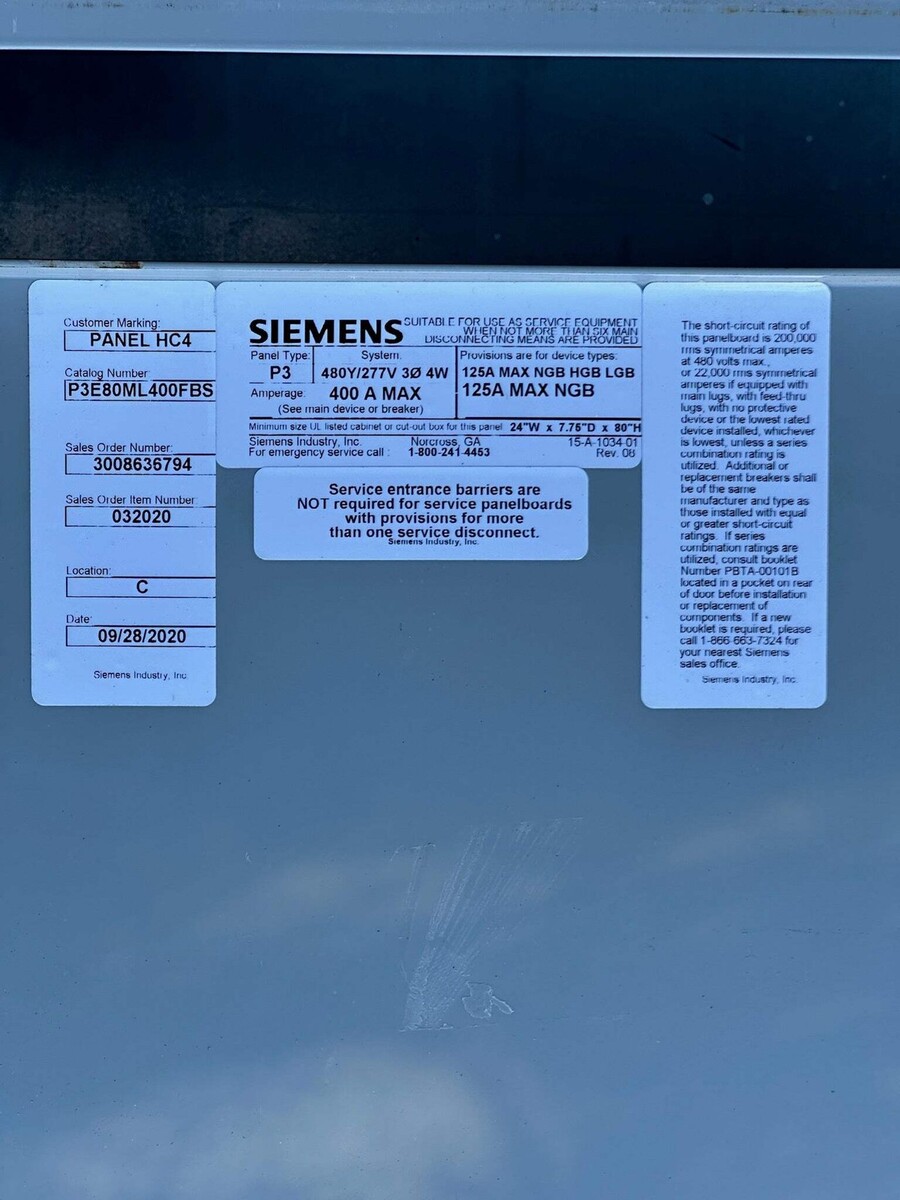 Customer Marking:
PANEL HC4
Catalog Number
P3E80ML400FBS
Sales Order Number:
3008636794
Sales Order Item Number
032020
Location:
C
Date:
09/28/2020
Siemens Industry, Inc
SIEMENS
SUITABLE FOR USE AS SERVICE EQUIPMENT
WHEN NOT MORE THAN SIX MAIN
DISCONNECTING MEANS ARE PROVIDED
Panel Type:
P3
System:
480Y/277V 3Ø 4W
Amperage:
400 A MAX
(See main device or breaker)
Provisions are for device types:
125A MAX NGB HGB LGB
125A MAX NGB
Minimum size UL listed cabinet or cut-out box for this panel 24"W x 7.75"D x 80"H
Siemens Industry, Inc. Norcross, GA 15-A-1034-01
For emergency service call : 1-800-241-4453 Rev. 06
Service entrance barriers are
NOT required for service panelboards
with provisions for more
than one service disconnect.
Siemens Industry, Inc.
The short-circuit rating of
this panelboard is 200,000
rms symmetrical amperes
at 480 volts max.,
or 22,000 rms symmetrical
amperes if equipped with
main lugs, with feed-thru
lugs, with no protective
device or the lowest rated
device installed, whichever
is lowest, unless a series
combination rating is
utilized. Additional or
replacement breakers shall
be of the same
manufacturer and type as
those installed with equal
or greater short-circuit
ratings. If series
combination ratings are
utilized, consult booklet
Number PBTA-00101B
located in a pocket on rear
of door before installation
or replacement of
components. If a new
booklet is required, please
call 1-866-663-7324 for
your nearest Siemens
sales office.
Siemens Industry, Inc.